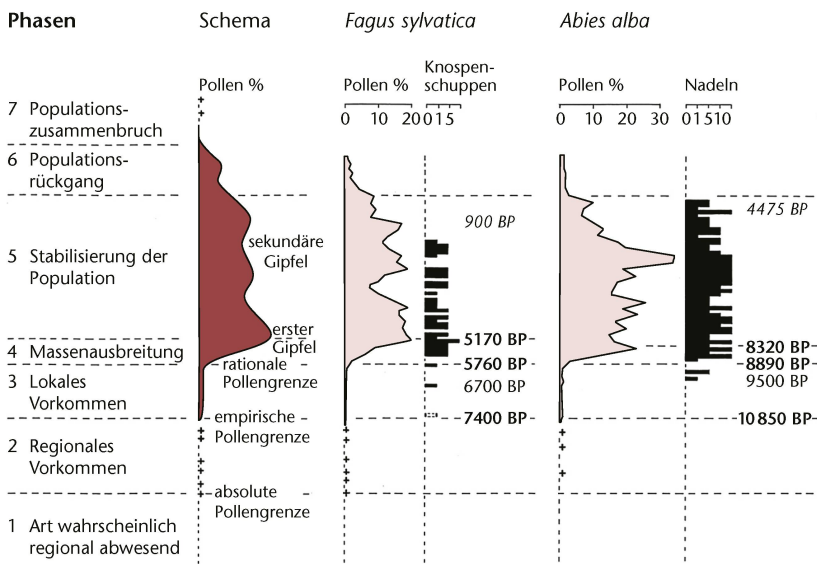 Phasen
Schema
Fagus sylvatica
Abies alba
Pollen %
Pollen %
Knospen-
schuppen
Pollen %
Nadeln
0 10 20
0 1 5
0 10 20 30
0 1 5 10
7 Populations-
zusammenbruch
6 Populations-
rückgang
5 Stabilisierung der
Population
4 Massenausbreitung
3 Lokales
Vorkommen
2 Regionales
Vorkommen
1 Art wahrscheinlich
regional abwesend
sekundäre
Gipfel
erster
Gipfel
rationale
Pollengrenze
empirische
Pollengrenze
absolute
Pollengrenze
900 BP
5170 BP
5760 BP
6700 BP
7400 BP
4475 BP
8320 BP
8890 BP
9500 BP
10 850 BP